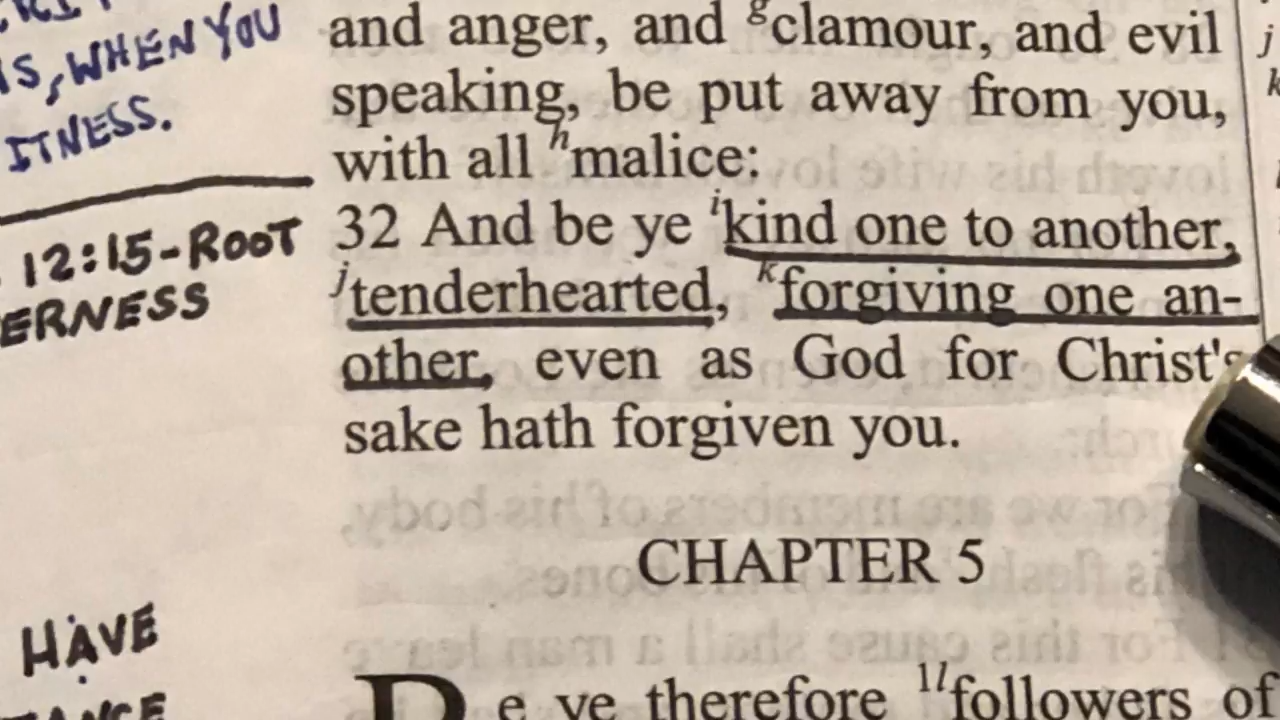 S, WHEN YOU
ITNESS.
12:15-ROOT
ERNESS
HAVE
and anger, and gclamour, and evil
speaking, be put away from you,
with all hmalice:
32 And be ye ikind one to another,
jtenderhearted, kforgiving one an-
other, even as God for Christ's
sake hath forgiven you.
CHAPTER 5
Be ye therefore 11followers of
j
k